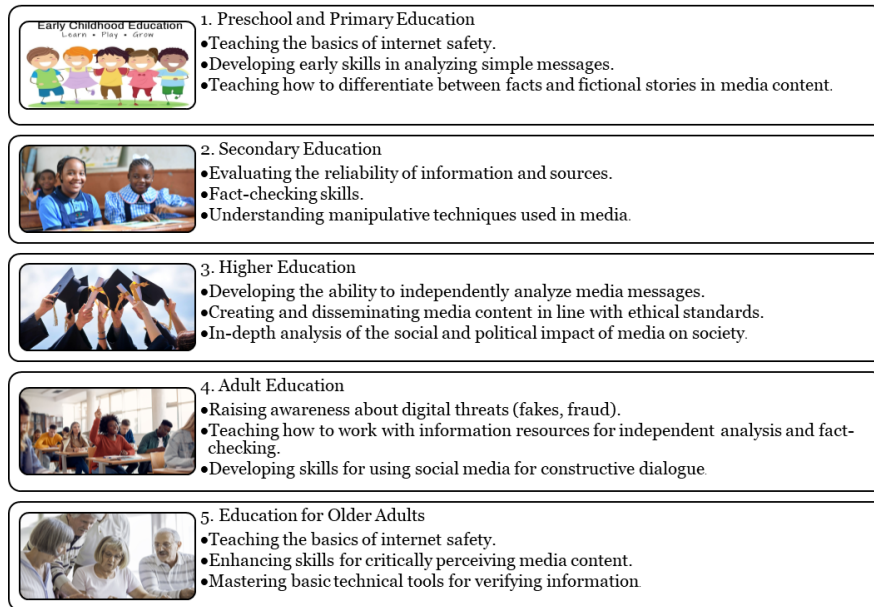 Early Childhood Education
Learn • Play • Grow
1. Preschool and Primary Education
•Teaching the basics of internet safety.
•Developing early skills in analyzing simple messages.
•Teaching how to differentiate between facts and fictional stories in media content.
2. Secondary Education
•Evaluating the reliability of information and sources.
•Fact-checking skills.
•Understanding manipulative techniques used in media.
3. Higher Education
•Developing the ability to independently analyze media messages.
•Creating and disseminating media content in line with ethical standards.
•In-depth analysis of the social and political impact of media on society.
4. Adult Education
•Raising awareness about digital threats (fakes, fraud).
•Teaching how to work with information resources for independent analysis and fact-
checking.
•Developing skills for using social media for constructive dialogue.
5. Education for Older Adults
•Teaching the basics of internet safety.
•Enhancing skills for critically perceiving media content.
•Mastering basic technical tools for verifying information.